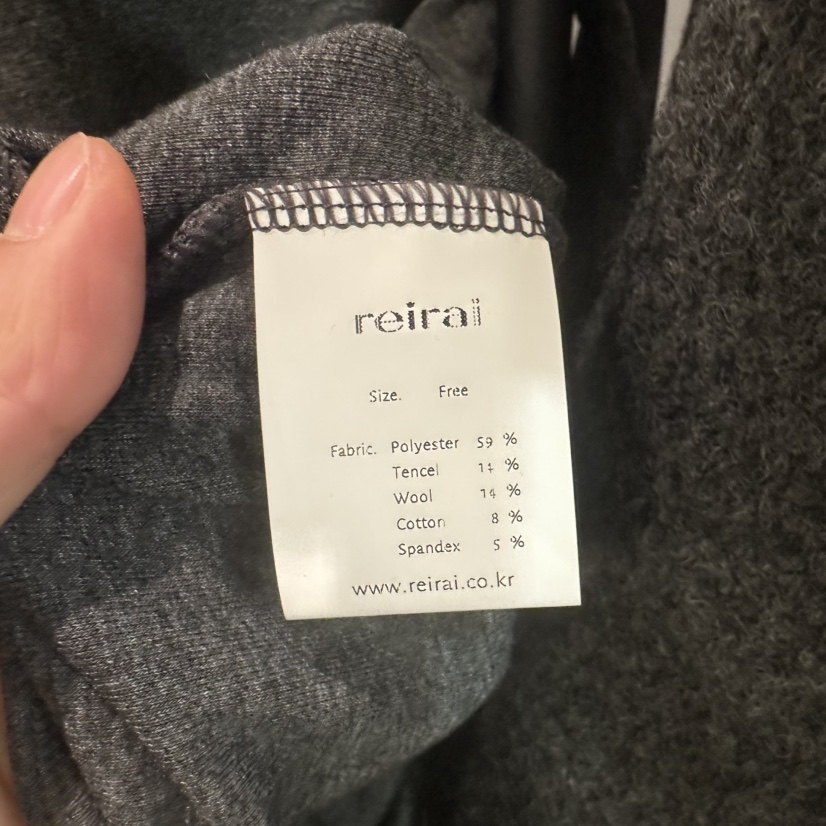 reirai
Size. Free
Fabric. Polyester 59 %
Tencel 14 %
Wool 14 %
Cotton 8 %
Spandex 5 %
www.reirai.co.kr